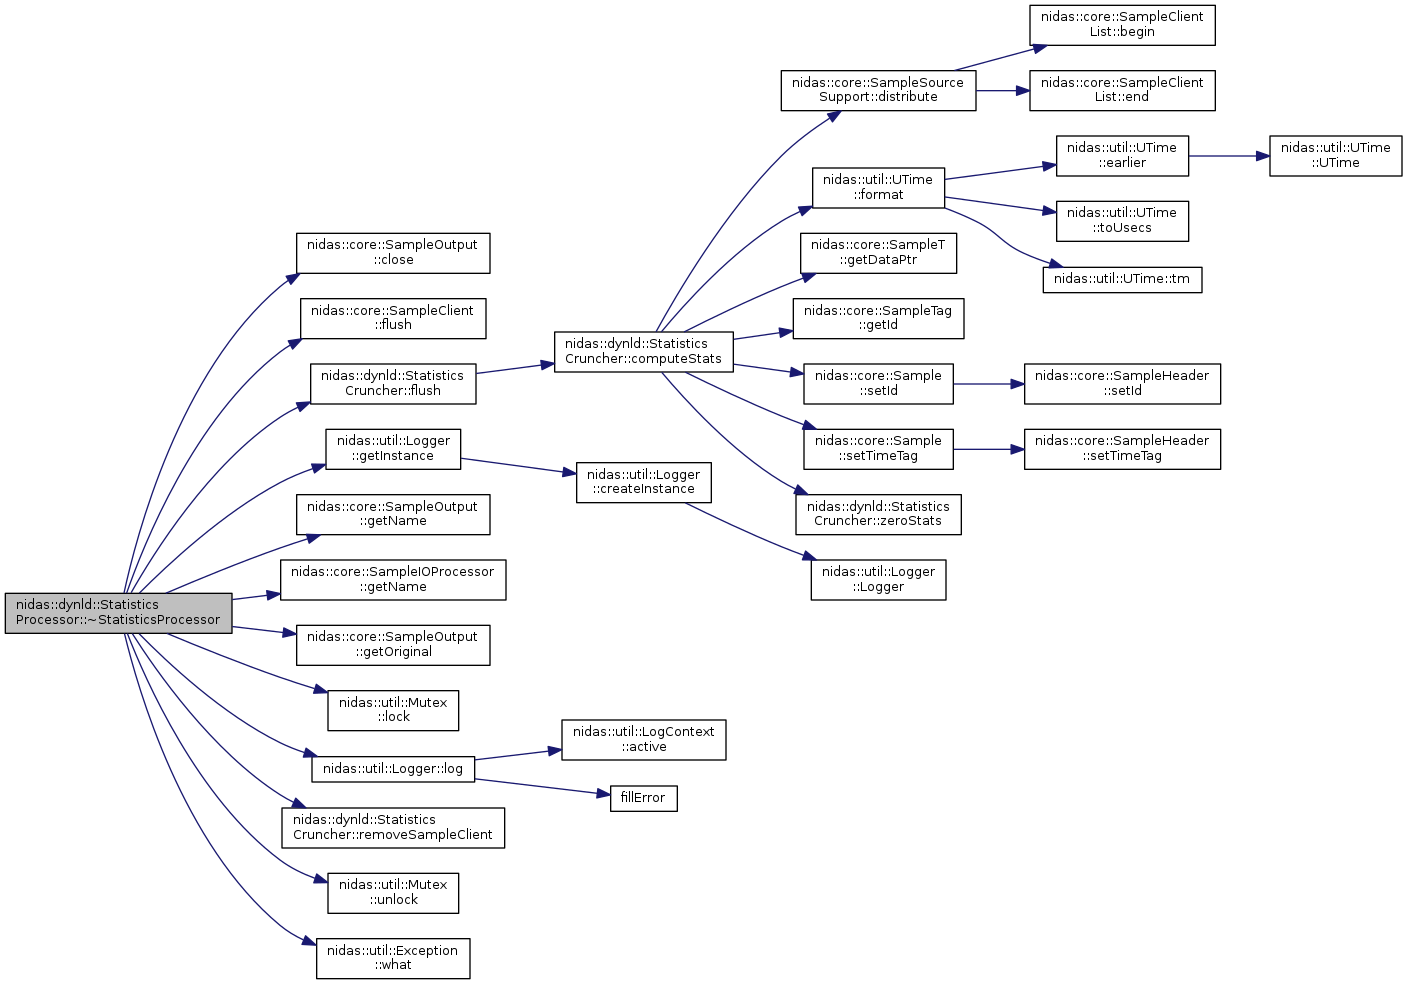 nidas::dynld::Statistics
Processor::~StatisticsProcessor
nidas::core::SampleOutput
::close
nidas::core::SampleClient
::flush
nidas::dynld::Statistics
Cruncher::flush
nidas::dynld::Statistics
Cruncher::computeStats
nidas::core::SampleSource
Support::distribute
nidas::core::SampleClient
List::begin
nidas::core::SampleClient
List::end
nidas::util::UTime
::format
nidas::util::UTime
::earlier
nidas::util::UTime
::UTime
nidas::util::UTime
::toUsecs
nidas::util::UTime::tm
nidas::core::SampleT
::getDataPtr
nidas::core::SampleTag
::getId
nidas::core::Sample
::setId
nidas::core::SampleHeader
::setId
nidas::core::Sample
::setTimeTag
nidas::core::SampleHeader
::setTimeTag
nidas::dynld::Statistics
Cruncher::zeroStats
nidas::util::Logger
::getInstance
nidas::util::Logger
::createInstance
nidas::util::Logger
::Logger
nidas::core::SampleOutput
::getName
nidas::core::SampleIOProcessor
::getName
nidas::core::SampleOutput
::getOriginal
nidas::util::Mutex
::lock
nidas::util::Logger::log
nidas::util::LogContext
::active
fillError
nidas::dynld::Statistics
Cruncher::removeSampleClient
nidas::util::Mutex
::unlock
nidas::util::Exception
::what